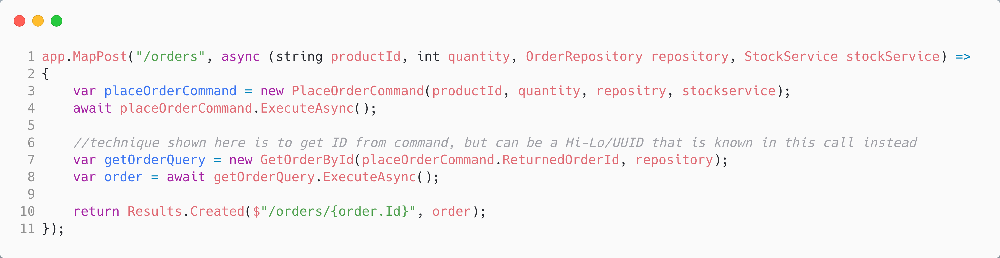 1 app.MapPost("/orders", async (string productId, int quantity, OrderRepository repository, StockService stockService) =>
2 {
3     var placeOrderCommand = new PlaceOrderCommand(productId, quantity, repositry, stockservice);
4     await placeOrderCommand.ExecuteAsync();
5
6     //technique shown here is to get ID from command, but can be a Hi-Lo/UUID that is known in this call instead
7     var getOrderQuery = new GetOrderById(placeOrderCommand.ReturnedOrderId, repository);
8     var order = await getOrderQuery.ExecuteAsync();
9
10     return Results.Created($"/orders/{order.Id}", order);
11 });